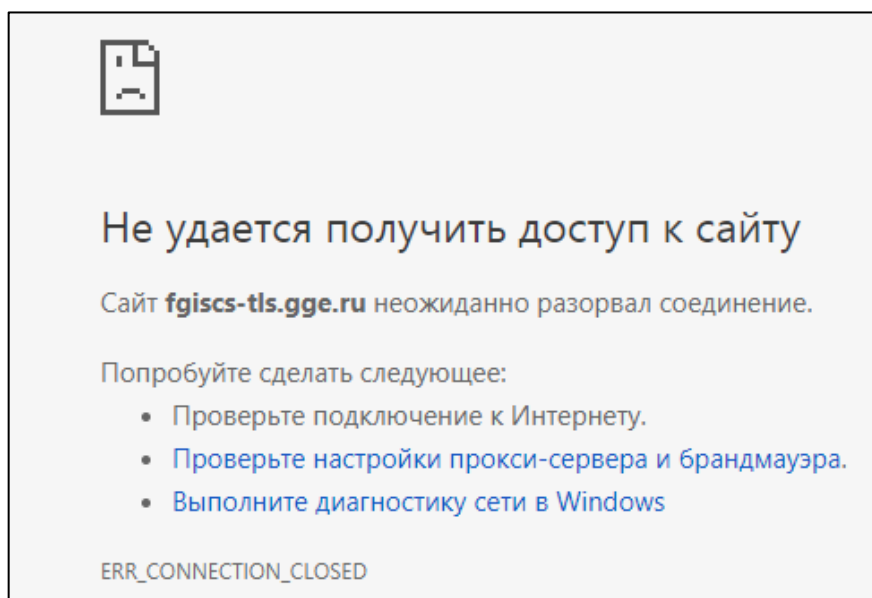 Не удается получить доступ к сайту
Сайт fgiscs-tls.gge.ru неожиданно разорвал соединение.
Попробуйте сделать следующее:
• Проверьте подключение к Интернету.
• Проверьте настройки прокси-сервера и брандмауэра.
• Выполните диагностику сети в Windows
ERR_CONNECTION_CLOSED